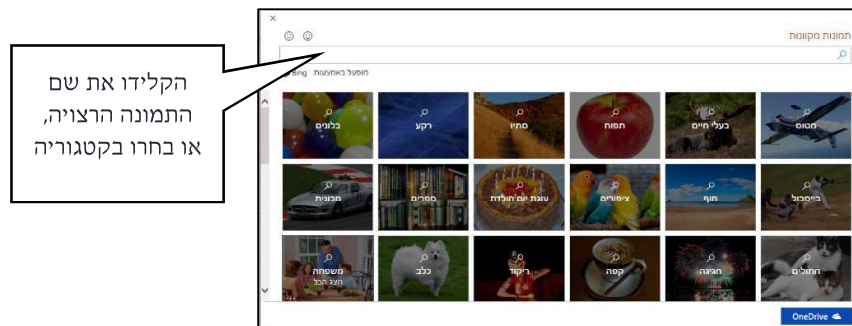 תמונות מקוונות
הקלידו את שם
התמונה הרצויה,
או בחרו בקטגוריה
מופעל באמצעות Bing
מטוס
בעלי חיים
תפוח
סתיו
רקע
בלונים
בייסבול
חוף
ציפורים
עוגת יום הולדת
ספרים
מכונית
חתולים
חגיגה
קפה
ריקוד
כלב
משפחה
הצג הכל
OneDrive